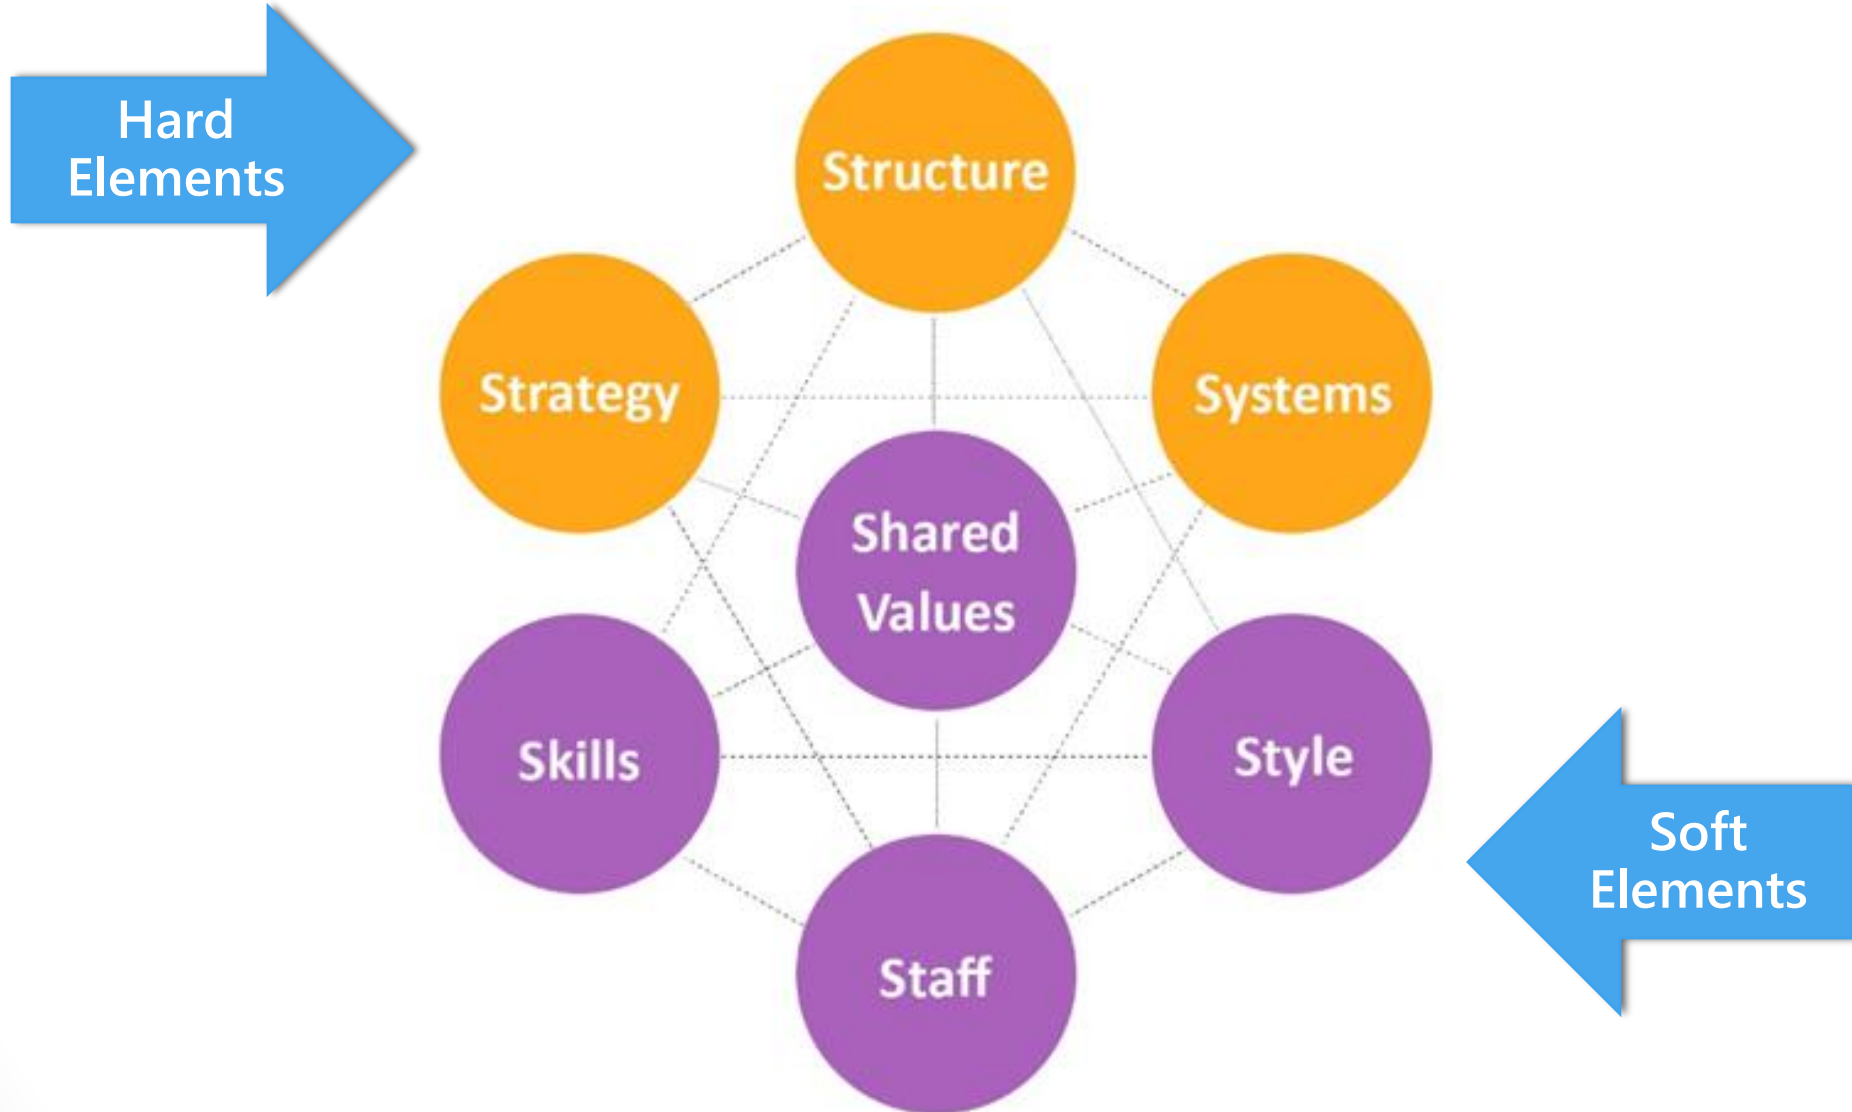 Hard
Elements
Structure
Strategy
Systems
Shared
Values
Skills
Style
Staff
Soft
Elements